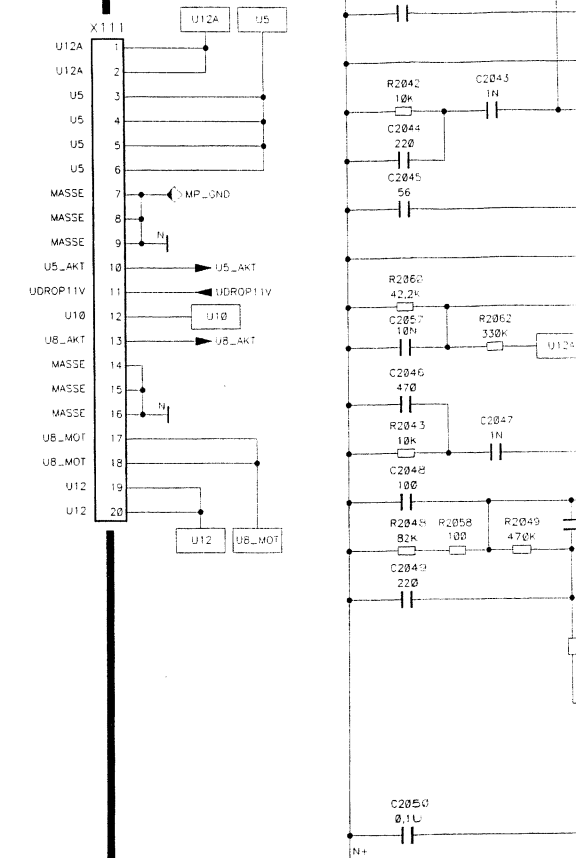 U12A
U5
X111
U12A 1
U12A 2
U5 3
U5 4
U5 5
U5 6
MASSE 7 MP_GND
MASSE 8
MASSE 9 N
U5_AKT 10 U5_AKT
UDROP11V 11 UDROP11V
U10 12 U10
U8_AKT 13 U8_AKT
MASSE 14
MASSE 15
MASSE 16 N
U8_MOT 17
U8_MOT 18
U12 19
U12 20
U12 U8_MOT
R2042
10K
C2043
1N
C2044
220
C2045
56
R2060
42,2K
C2057
10N
R2062
330K
U12A
C2046
470
R2043
10K
C2047
1N
C2048
100
R2048 R2058 R2049
82K 100 470K
C2049
220
C2050
0,1U
N+